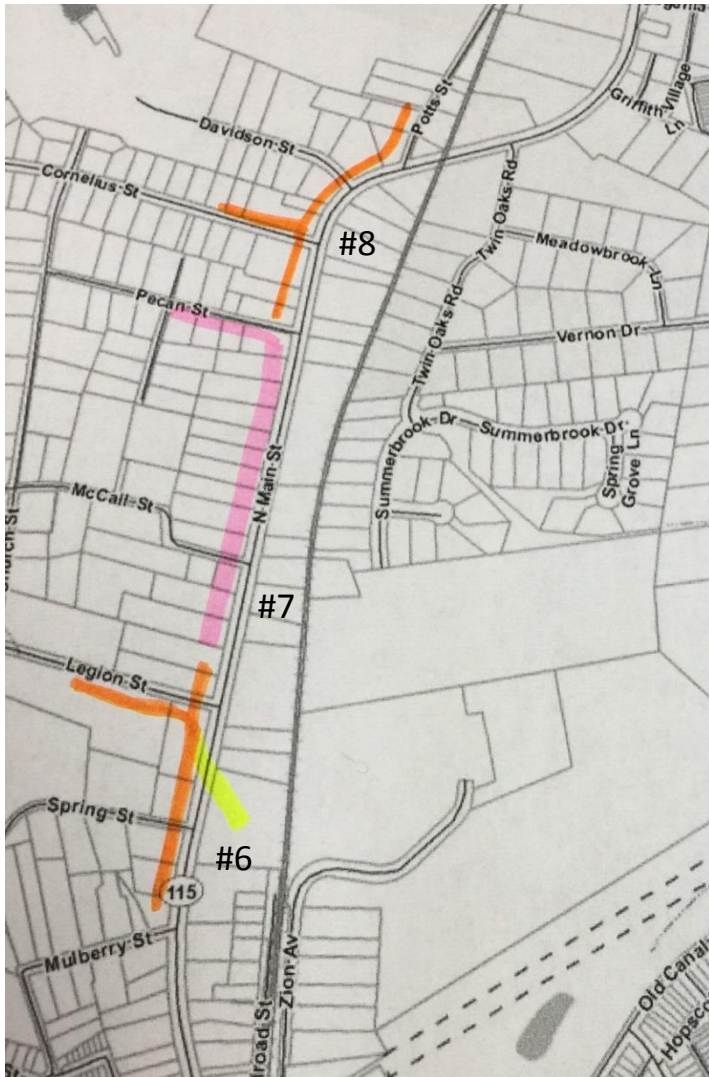 Potts-St
Griffith-Village
Ln
Davidson-St
Cornelius-St
Twin-Oaks-Rd
#8
Meadowbrook-Ln
Pecan-St
Twin-Oaks-Rd
Vernon-Dr
Summerbrook-Dr
Summerbrook-Dr
Spring
Grove Ln
N-Main-St
McCall-St
#7
Legion-St
Spring-St
#6
115
Mulberry-St
Zion-Av
Old-Canal